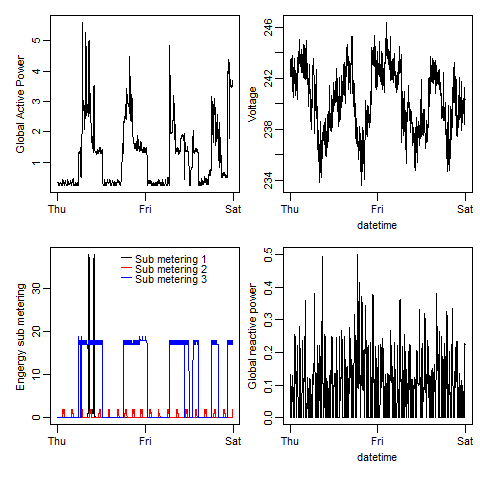 Global Active Power
5
4
3
2
1
Thu Fri Sat
Voltage
246
242
238
234
Thu Fri Sat
datetime
Engergy sub metering
30
20
10
0
Sub metering 1
Sub metering 2
Sub metering 3
Thu Fri Sat
Global reactive power
0.5
0.4
0.3
0.2
0.1
0.0
Thu Fri Sat
datetime